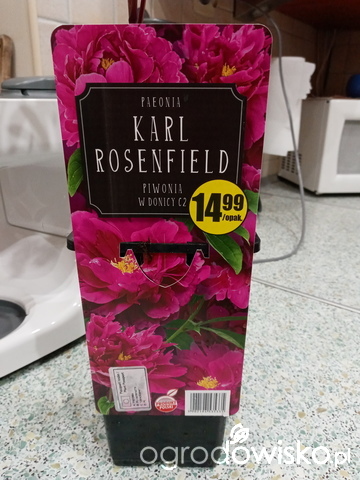 PAEONIA
KARL
ROSENFIELD
PIWONIA
W DONICY C2
14 99
/opak.
ogrodowisko.pl